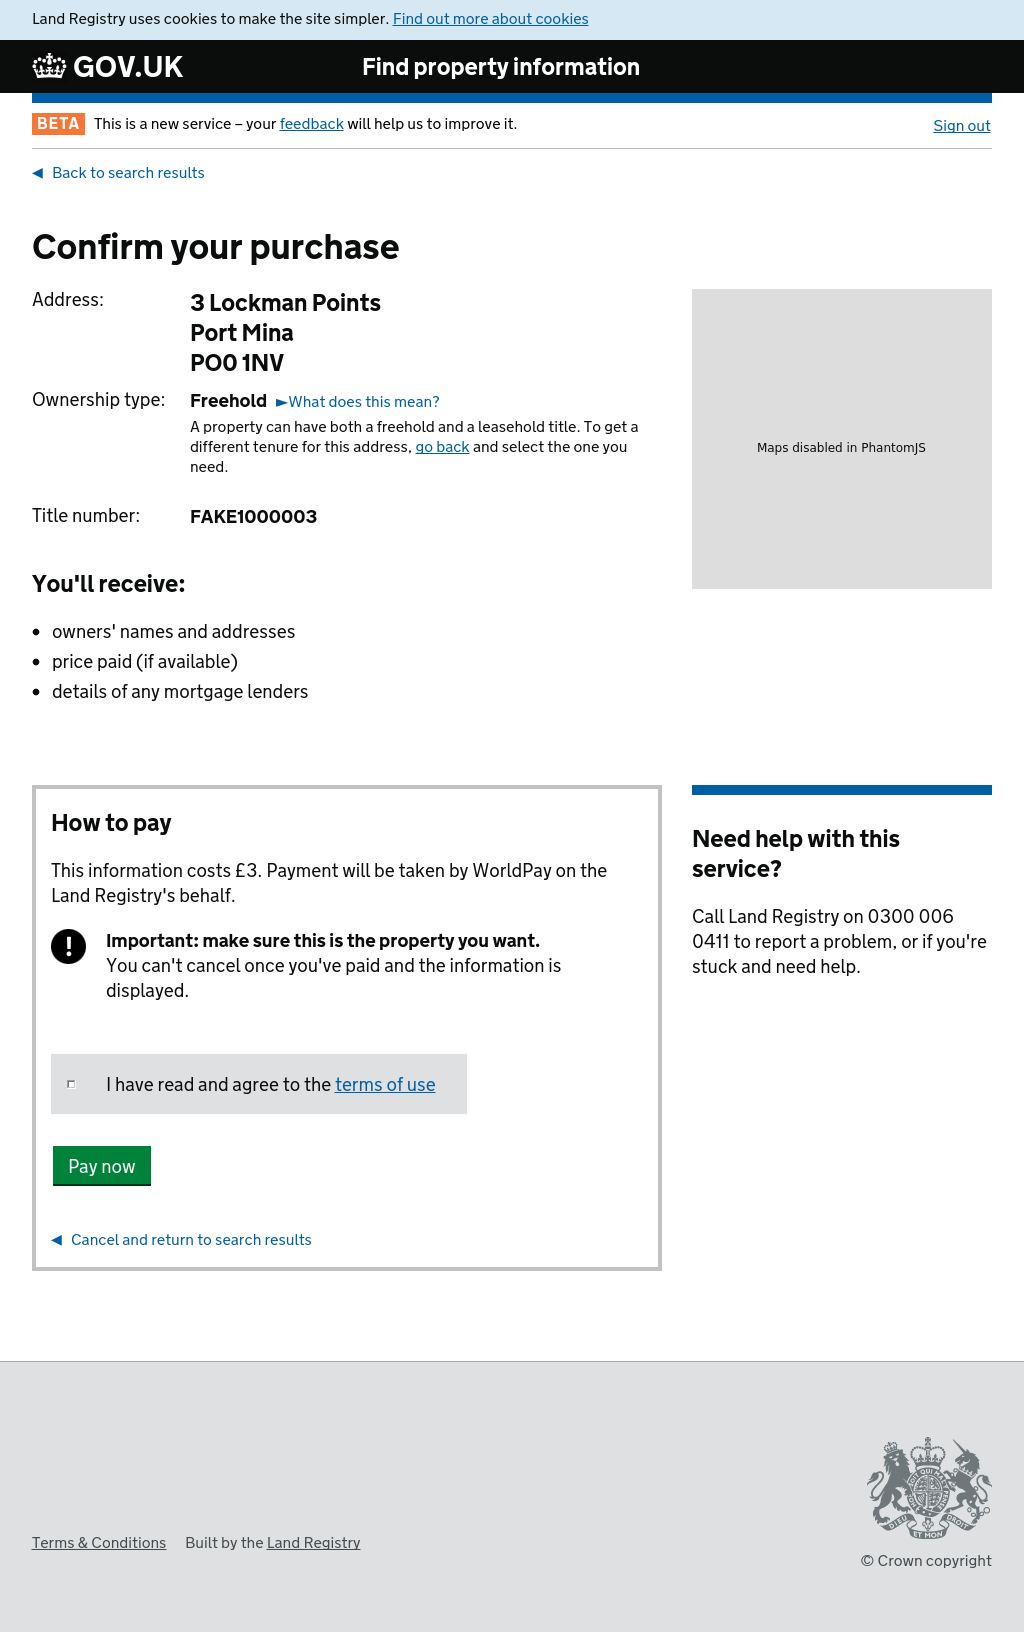 Land Registry uses cookies to make the site simpler. Find out more about cookies
GOV.UK
Find property information
BETA This is a new service – your feedback will help us to improve it.
Sign out
Back to search results
Confirm your purchase
Address:
3 Lockman Points
Port Mina
PO0 1NV
Ownership type:
Freehold ►What does this mean?
A property can have both a freehold and a leasehold title. To get a
different tenure for this address, go back and select the one you
need.
Title number:
FAKE1000003
Maps disabled in PhantomJS
You'll receive:
• owners' names and addresses
• price paid (if available)
• details of any mortgage lenders
How to pay
This information costs £3. Payment will be taken by WorldPay on the
Land Registry's behalf.
Important: make sure this is the property you want.
You can't cancel once you've paid and the information is
displayed.
I have read and agree to the terms of use
Pay now
Cancel and return to search results
Need help with this
service?
Call Land Registry on 0300 006
0411 to report a problem, or if you're
stuck and need help.
Terms & Conditions
Built by the Land Registry
DIEU ET MON DROIT
© Crown copyright